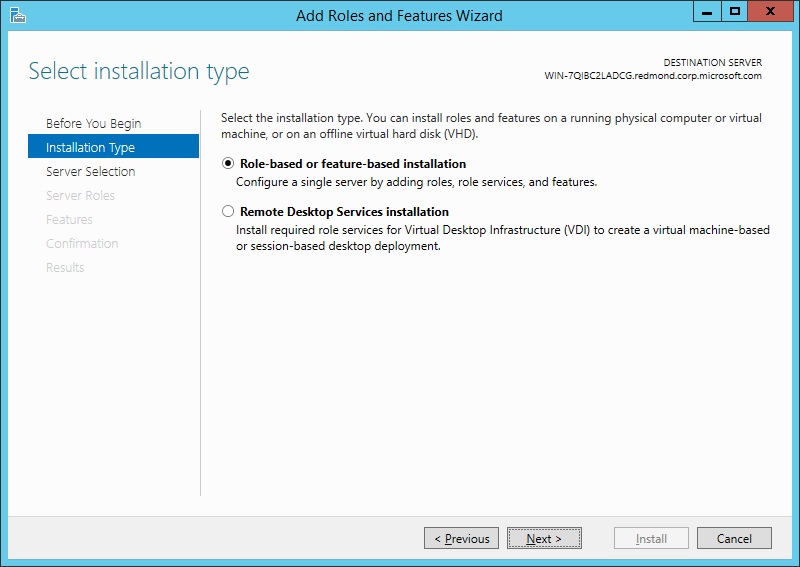 Add Roles and Features Wizard
Select installation type
DESTINATION SERVER
WIN-7QIBC2LADCG.redmond.corp.microsoft.com
Before You Begin
Installation Type
Server Selection
Server Roles
Features
Confirmation
Results
Select the installation type. You can install roles and features on a running physical computer or virtual
machine, or on an offline virtual hard disk (VHD).
Role-based or feature-based installation
Configure a single server by adding roles, role services, and features.
Remote Desktop Services installation
Install required role services for Virtual Desktop Infrastructure (VDI) to create a virtual machine-based
or session-based desktop deployment.
< Previous
Next >
Install
Cancel